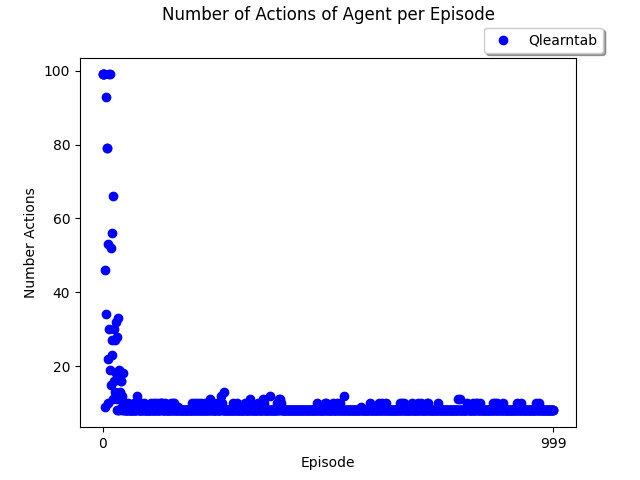 Number of Actions of Agent per Episode
Qlearntab
100
80
60
40
20
Number Actions
0
999
Episode